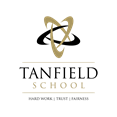 TANFIELD
SCHOOL
HARD WORK | TRUST | FAIRNESS